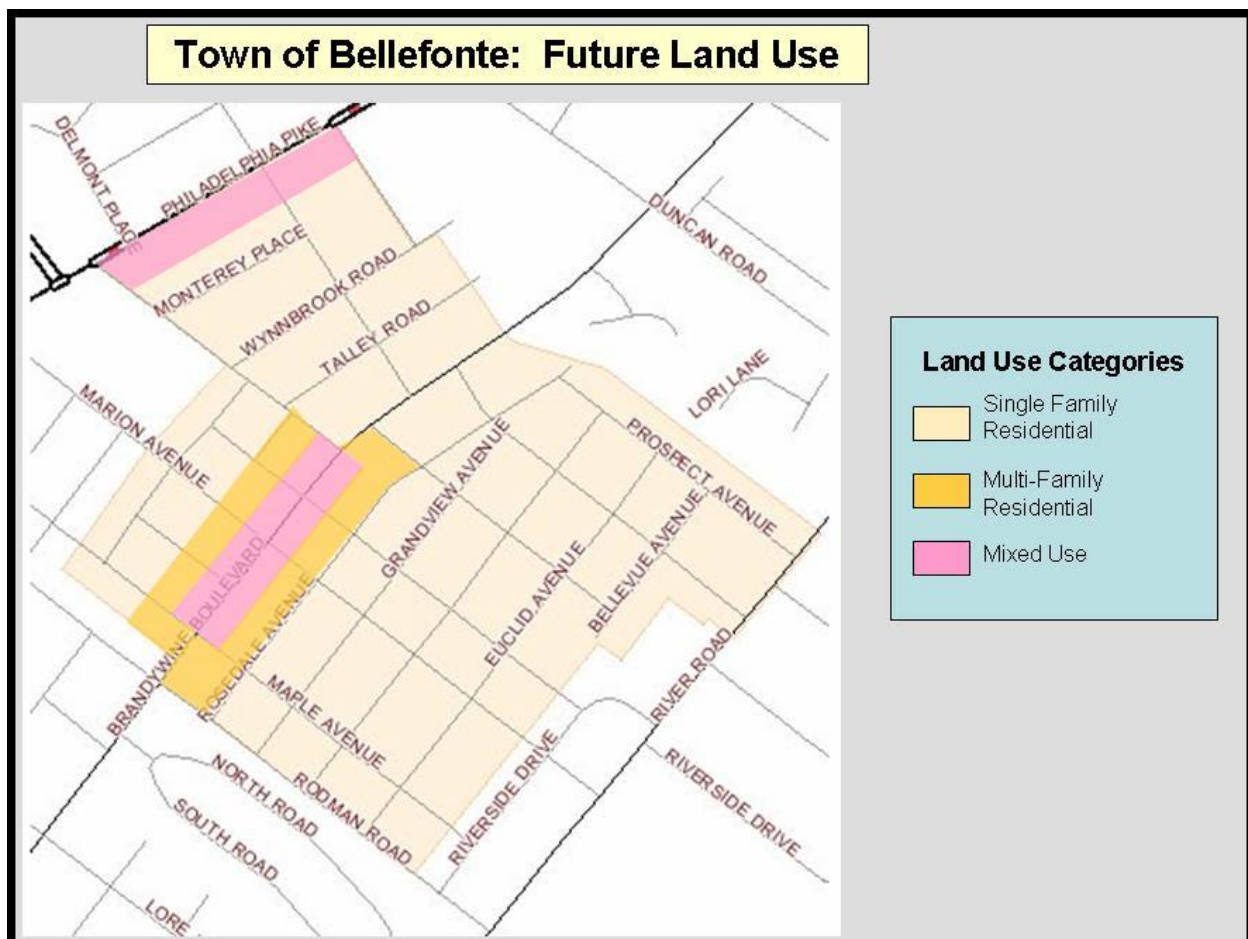 Town of Bellefonte: Future Land Use
DELMONT PLACE
PHILADELPHIA PIKE
DUNCAN ROAD
MONTEREY PLACE
WYNNBROOK ROAD
TALLEY ROAD
LORI LANE
MARION AVENUE
PROSPECT AVENUE
GRANDVIEW AVENUE
BELLEVUE AVENUE
EUCLID AVENUE
BRANDYWINE BOULEVARD
ROSEDALE AVENUE
MAPLE AVENUE
RIVER ROAD
RIVERSIDE DRIVE
RIVERSIDE DRIVE
NORTH ROAD
RODMAN ROAD
SOUTH ROAD
LORE
Land Use Categories
Single Family
Residential
Multi-Family
Residential
Mixed Use